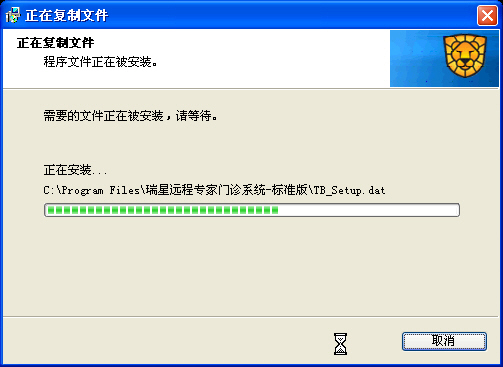 正在复制文件
正在复制文件
程序文件正在被安装。
需要的文件正在被安装，请等待。
正在安装...
C:\Program Files\瑞星远程专家门诊系统-标准版\TB_Setup.dat
取消